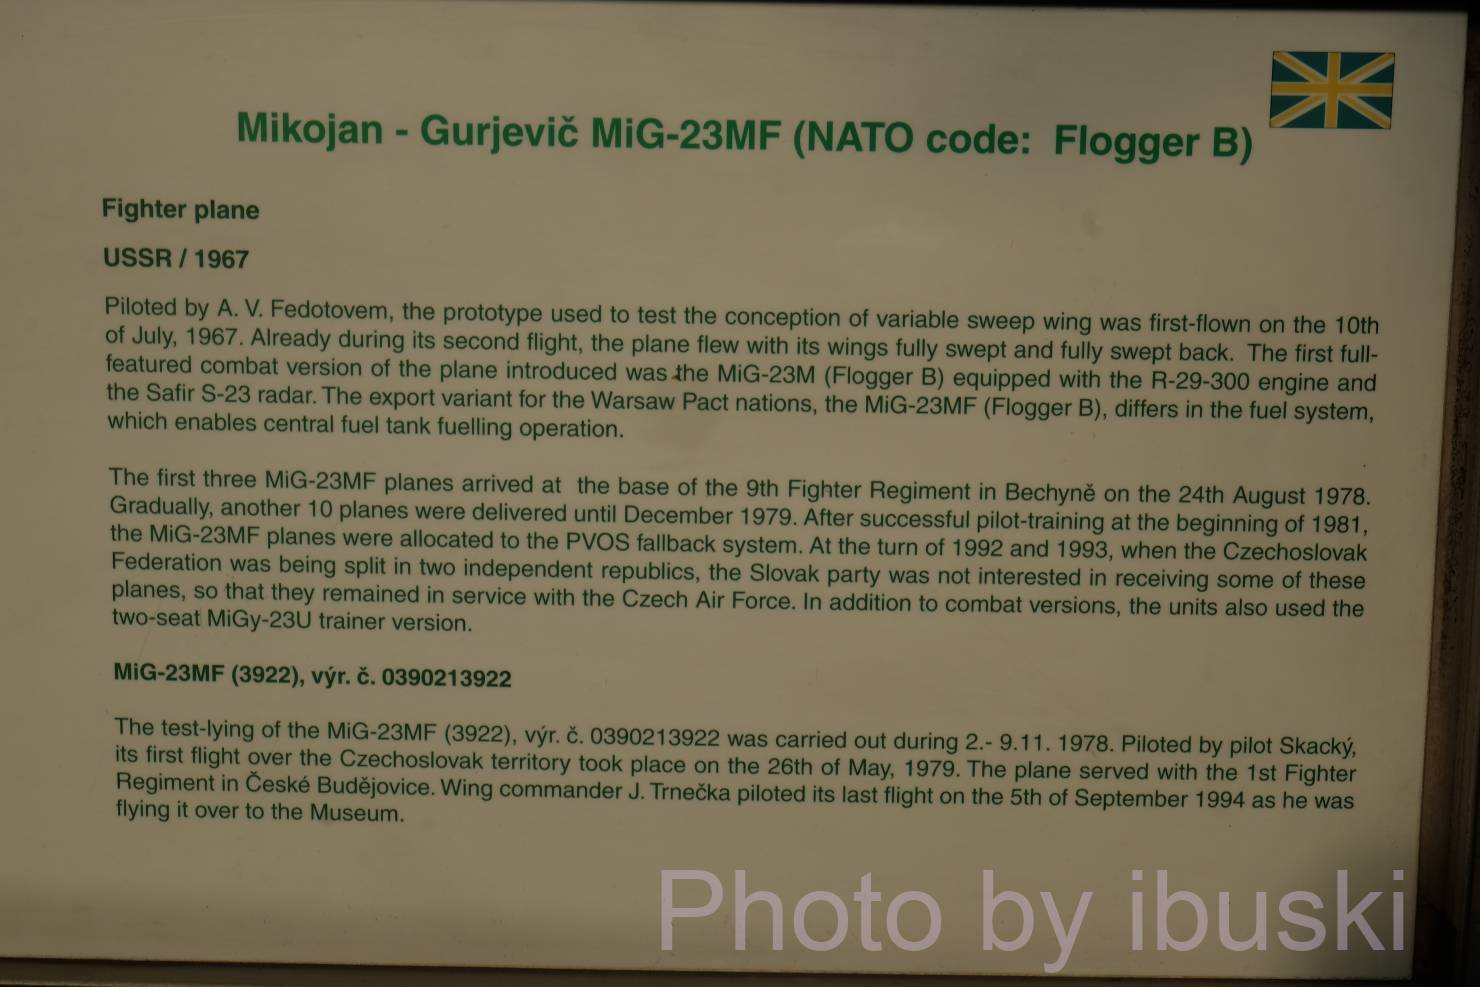 Mikojan - Gurjevič MiG-23MF (NATO code:  Flogger B)
Fighter plane
USSR / 1967
Piloted by A. V. Fedotovem, the prototype used to test the conception of variable sweep wing was first-flown on the 10th
of July, 1967. Already during its second flight, the plane flew with its wings fully swept and fully swept back.  The first full-
featured combat version of the plane introduced was the MiG-23M (Flogger B) equipped with the R-29-300 engine and
the Safir S-23 radar. The export variant for the Warsaw Pact nations, the MiG-23MF (Flogger B), differs in the fuel system,
which enables central fuel tank fuelling operation.
The first three MiG-23MF planes arrived at  the base of the 9th Fighter Regiment in Bechyně on the 24th August 1978.
Gradually, another 10 planes were delivered until December 1979. After successful pilot-training at the beginning of 1981,
the MiG-23MF planes were allocated to the PVOS fallback system. At the turn of 1992 and 1993, when the Czechoslovak
Federation was being split in two independent republics, the Slovak party was not interested in receiving some of these
planes, so that they remained in service with the Czech Air Force. In addition to combat versions, the units also used the
two-seat MiGy-23U trainer version.
MiG-23MF (3922), výr. č. 0390213922
The test-lying of the MiG-23MF (3922), výr. č. 0390213922 was carried out during 2.- 9.11. 1978. Piloted by pilot Skacký,
its first flight over the Czechoslovak territory took place on the 26th of May, 1979. The plane served with the 1st Fighter
Regiment in České Budějovice. Wing commander J. Trnečka piloted its last flight on the 5th of September 1994 as he was
flying it over to the Museum.
Photo by ibuski